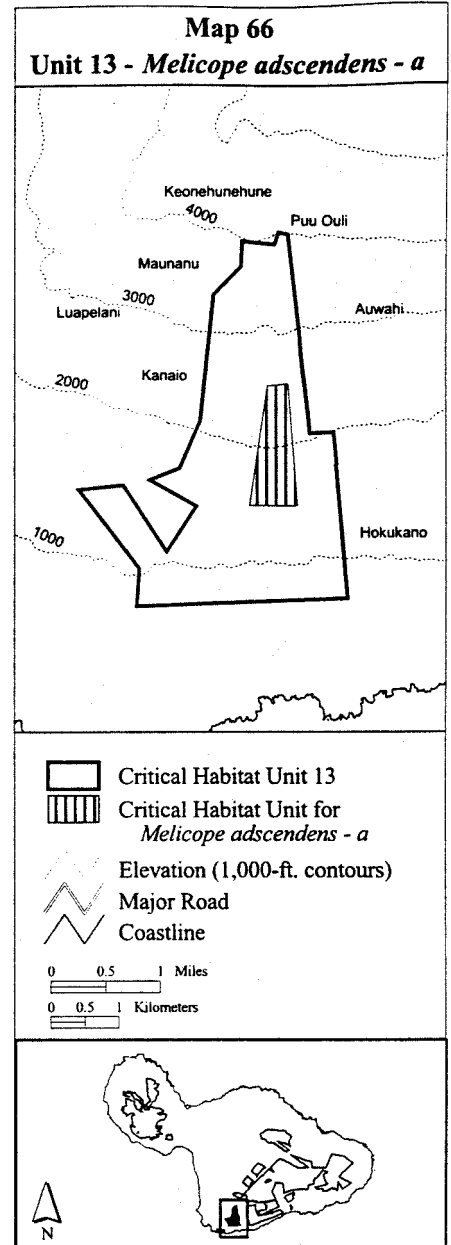 Map 66
Unit 13 - Melicope adscendens - a
Keonehunehune
4000
Puu Ouli
Maunanu
3000
Luapelani
Auwahi
Kanaio
2000
1000
Hokukano
Critical Habitat Unit 13
Critical Habitat Unit for
Melicope adscendens - a
Elevation (1,000-ft. contours)
Major Road
Coastline
0 0.5 1 Miles
0 0.5 1 Kilometers
N